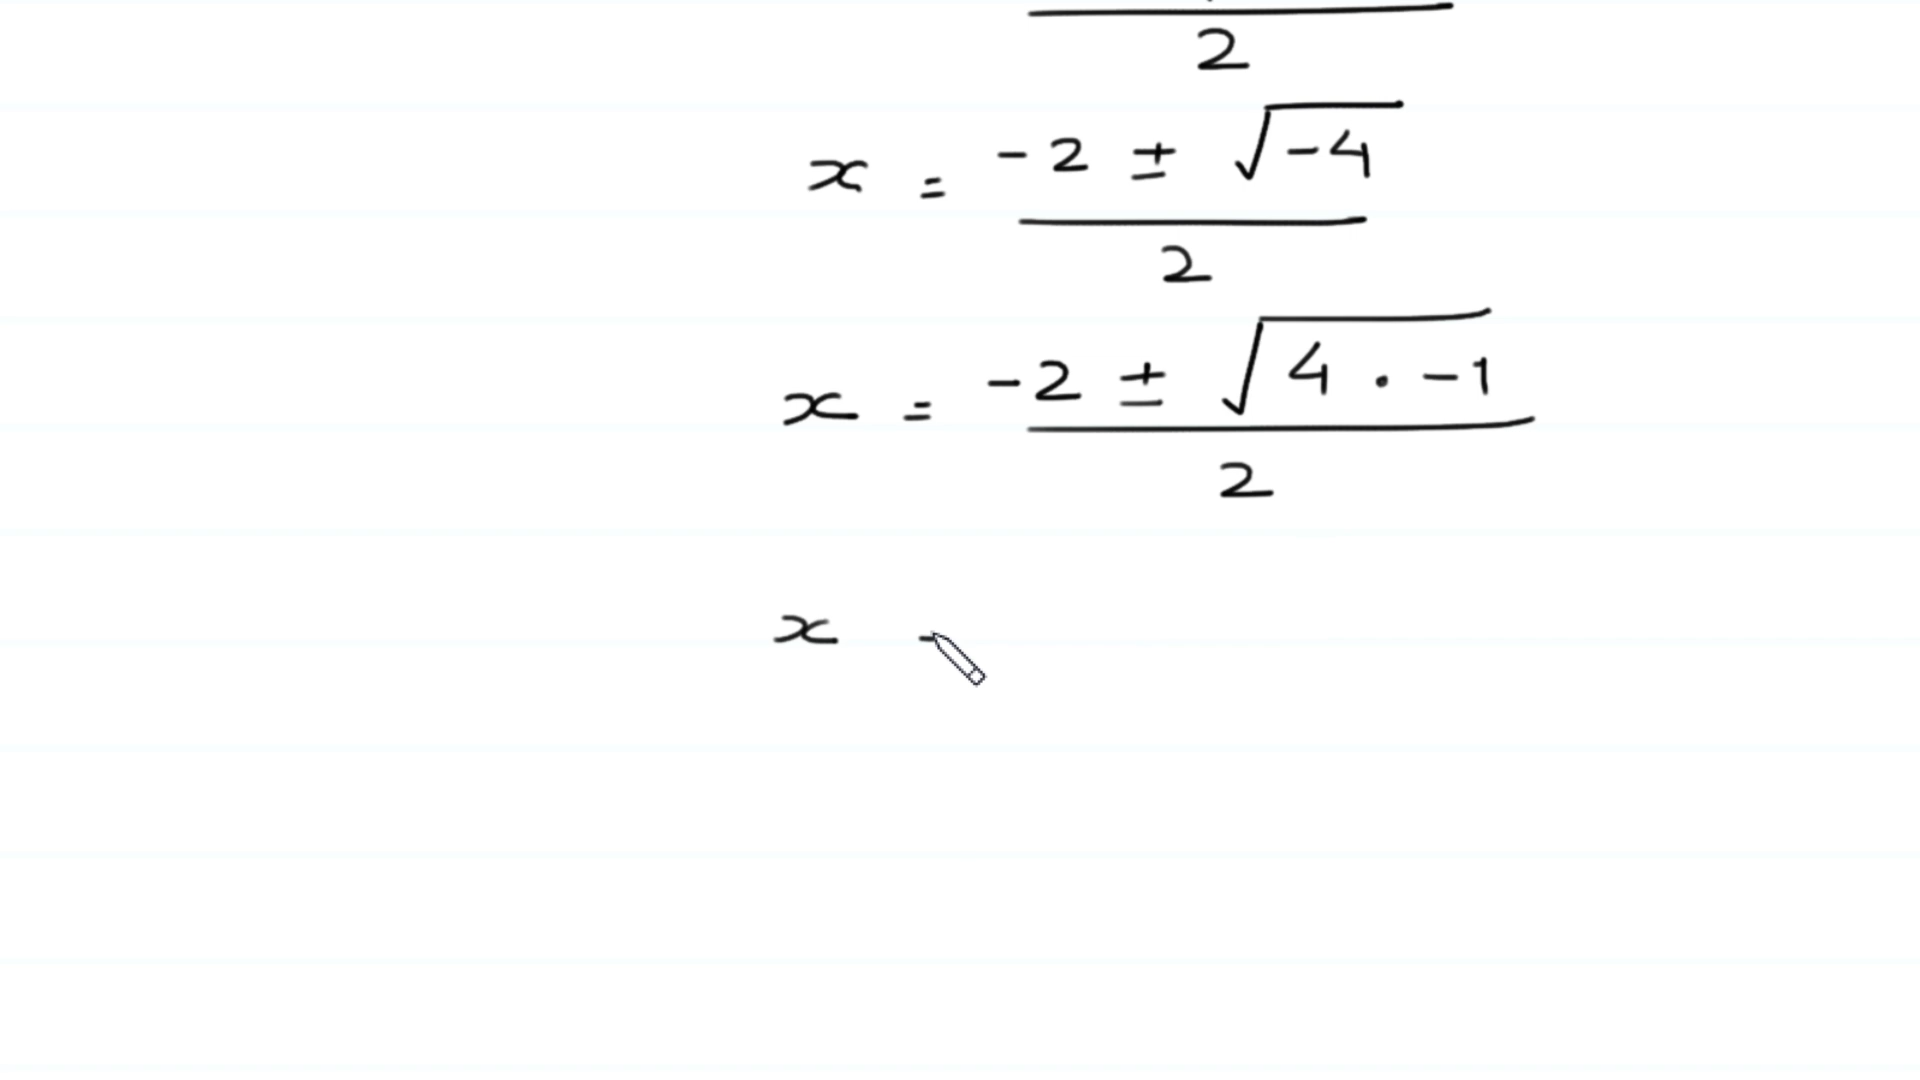 2
x = -2 ± √-4
2
x = -2 ± √4 · -1
2
x -